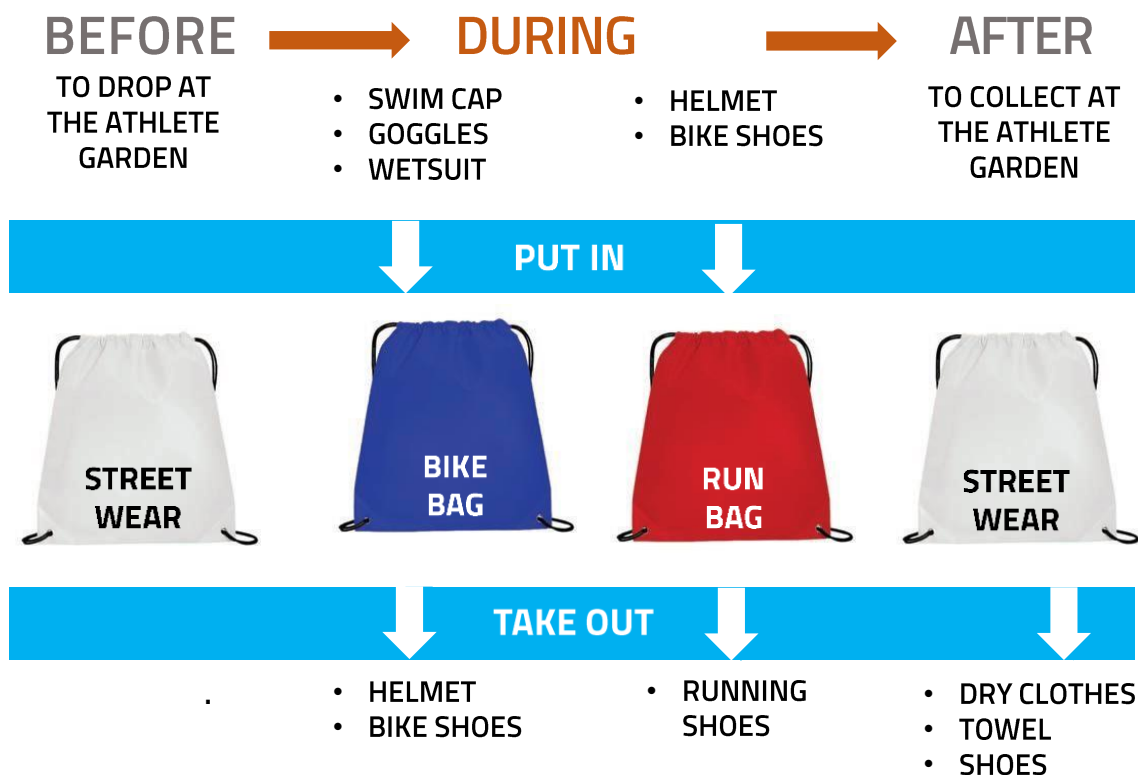 BEFORE
DURING
AFTER
TO DROP AT
THE ATHLETE
GARDEN
• SWIM CAP
• GOGGLES
• WETSUIT
• HELMET
• BIKE SHOES
TO COLLECT AT
THE ATHLETE
GARDEN
PUT IN
STREET
WEAR
BIKE
BAG
RUN
BAG
STREET
WEAR
TAKE OUT
.
• HELMET
• BIKE SHOES
• RUNNING
SHOES
• DRY CLOTHES
• TOWEL
• SHOES